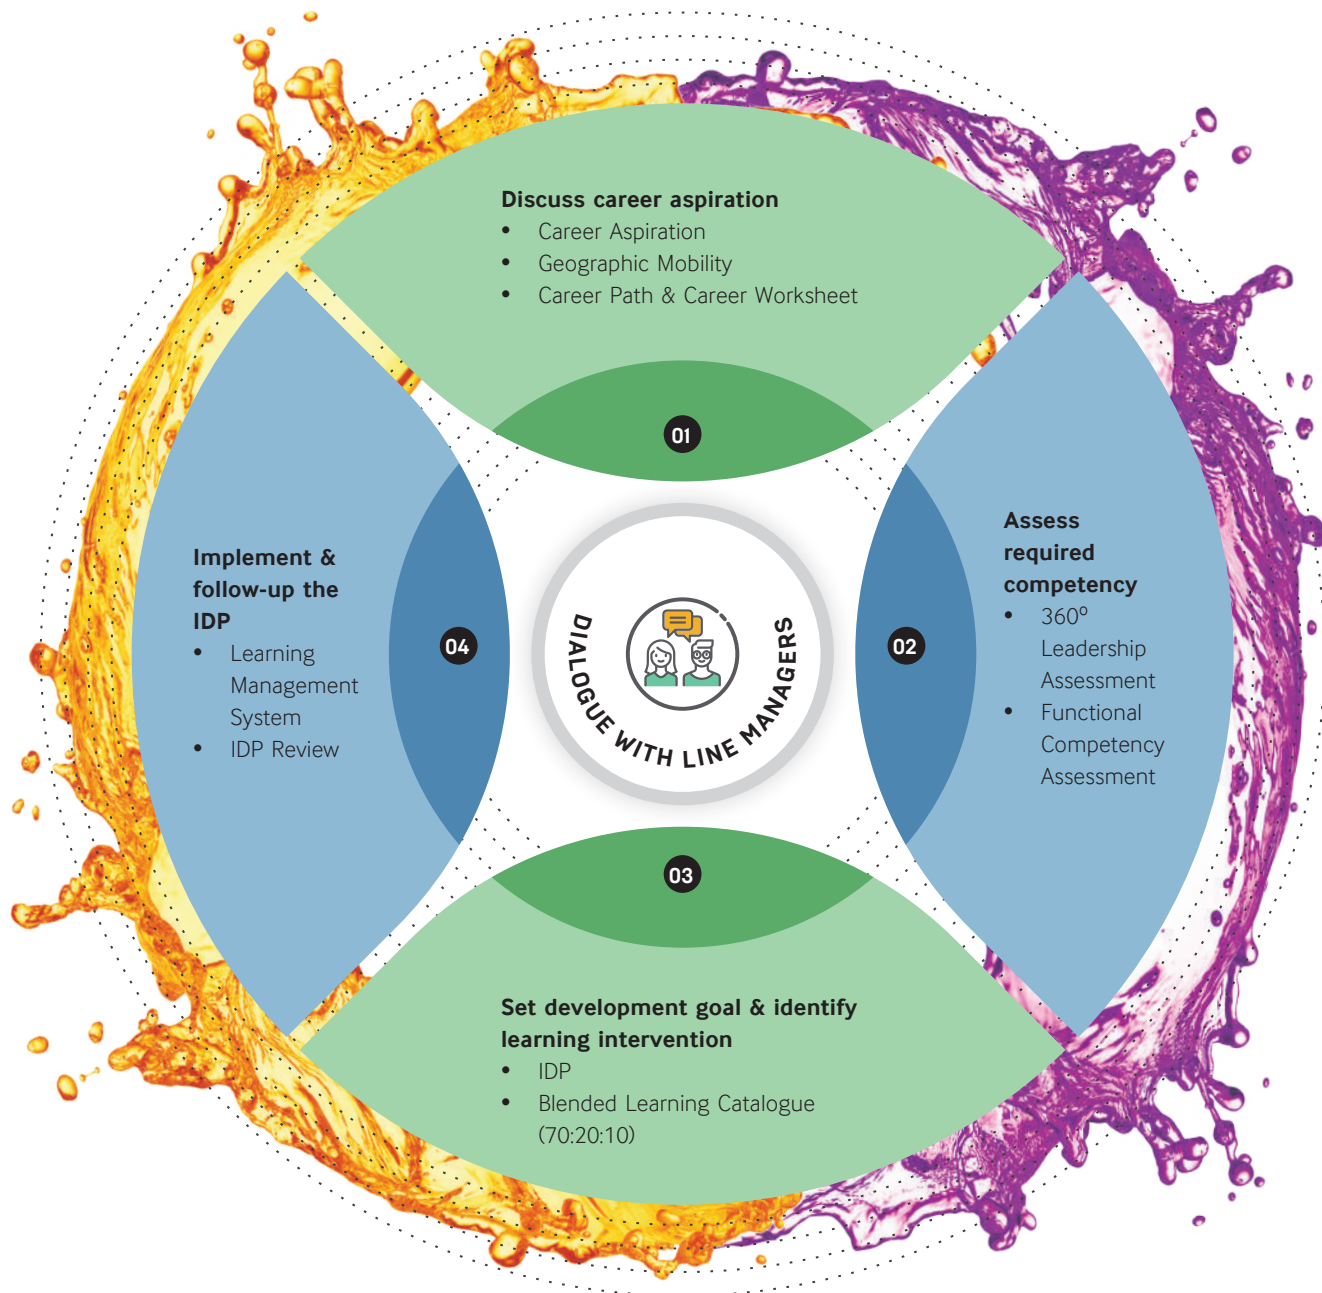 Discuss career aspiration
• Career Aspiration
• Geographic Mobility
• Career Path & Career Worksheet
01
Assess
required
competency
• 360º
Leadership
Assessment
• Functional
Competency
Assessment
02
Set development goal & identify
learning intervention
• IDP
• Blended Learning Catalogue
(70:20:10)
03
Implement &
follow-up the
IDP
• Learning
Management
System
• IDP Review
04
DIALOGUE WITH LINE MANAGERS